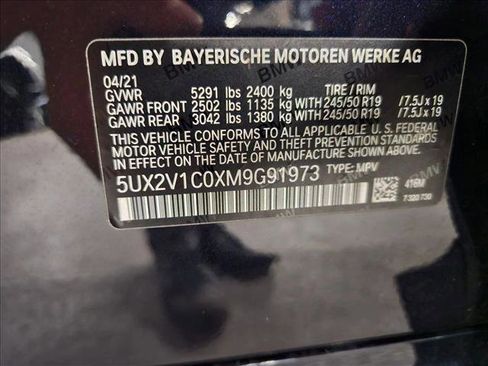 MFD BY BAYERISCHE MOTOREN WERKE AG
04/21
GVWR 5291 lbs 2400 kg TIRE / RIM
GAWR FRONT 2502 lbs 1135 kg WITH 245/50 R19 / 7.5J x 19
GAWR REAR 3042 lbs 1380 kg WITH 245/50 R19 / 7.5J x 19
THIS VEHICLE CONFORMS TO ALL APPLICABLE U.S. FEDERAL
MOTOR VEHICLE SAFETY, AND THEFT PREVENTION STANDARDS
IN EFFECT ON THE DATE OF MANUFACTURE SHOWN ABOVE.
5UX2V1C0XM9G91973 TYPE: MPV
416M
7320730